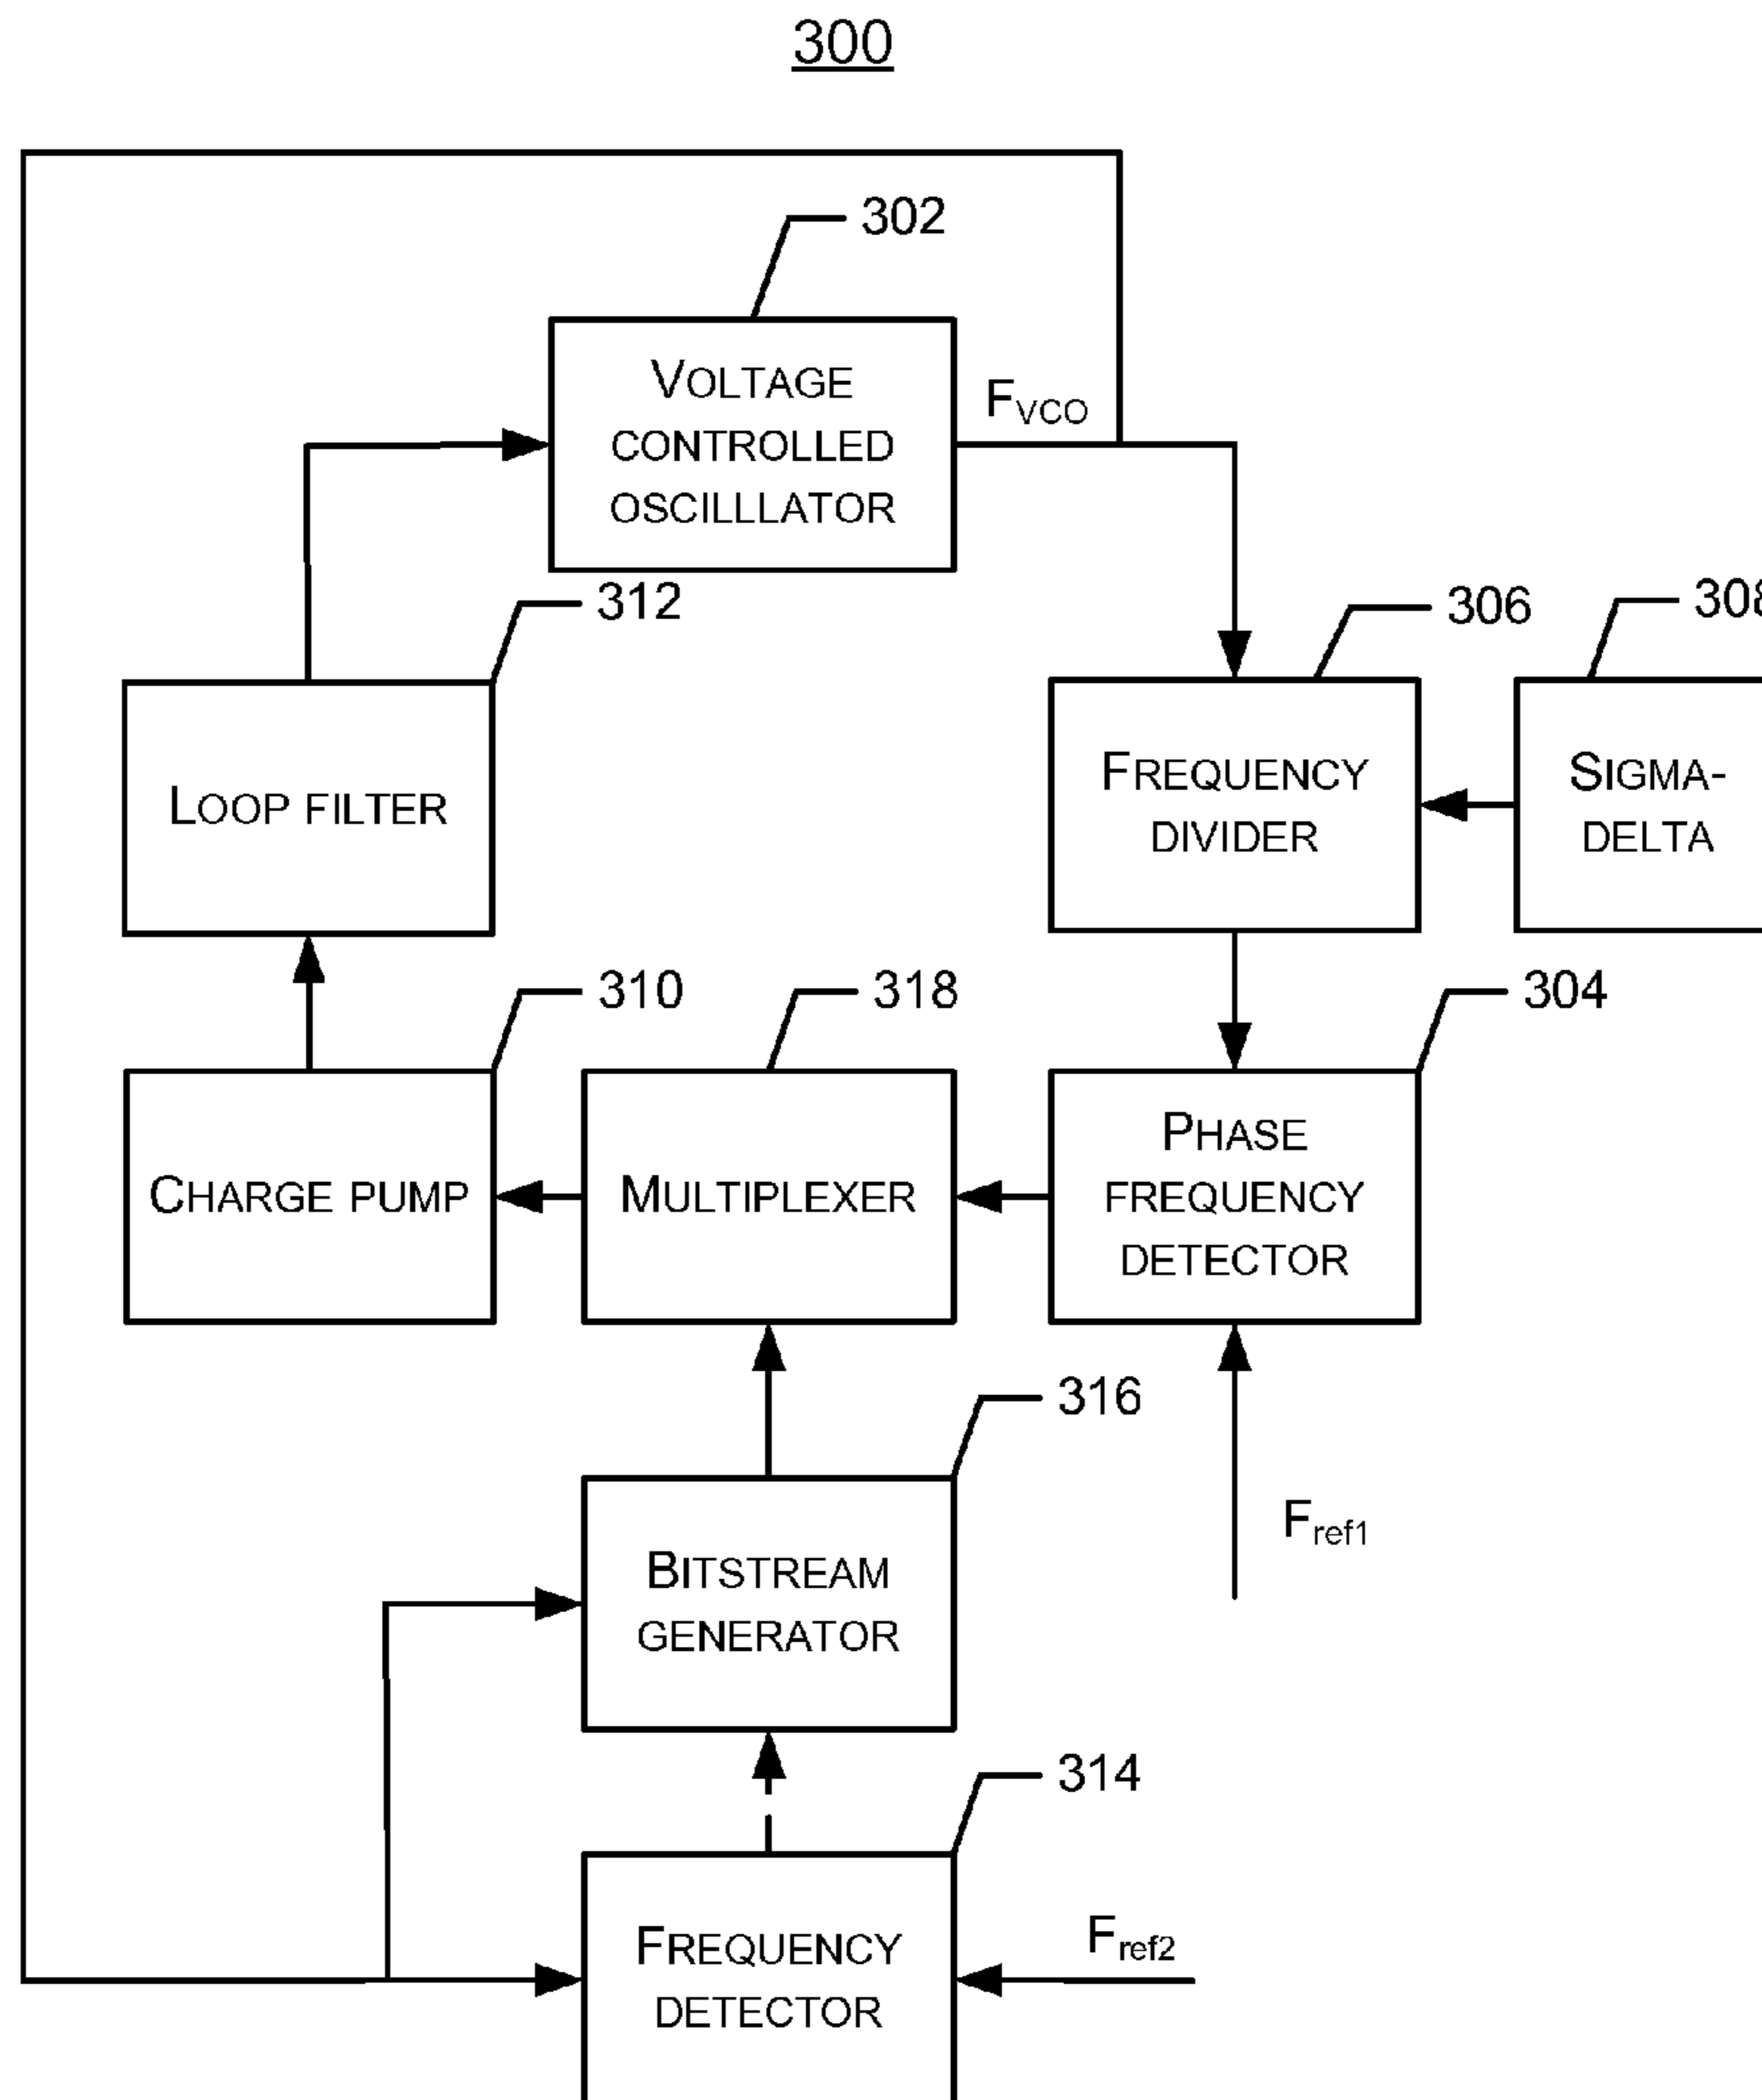 300
302
VOLTAGE
CONTROLLED
OSCILLLATOR
FVCO
312
306
308
LOOP FILTER
FREQUENCY
DIVIDER
SIGMA-
DELTA
310
318
304
CHARGE PUMP
MULTIPLEXER
PHASE
FREQUENCY
DETECTOR
316
Fref1
BITSTREAM
GENERATOR
314
FREQUENCY
DETECTOR
Fref2